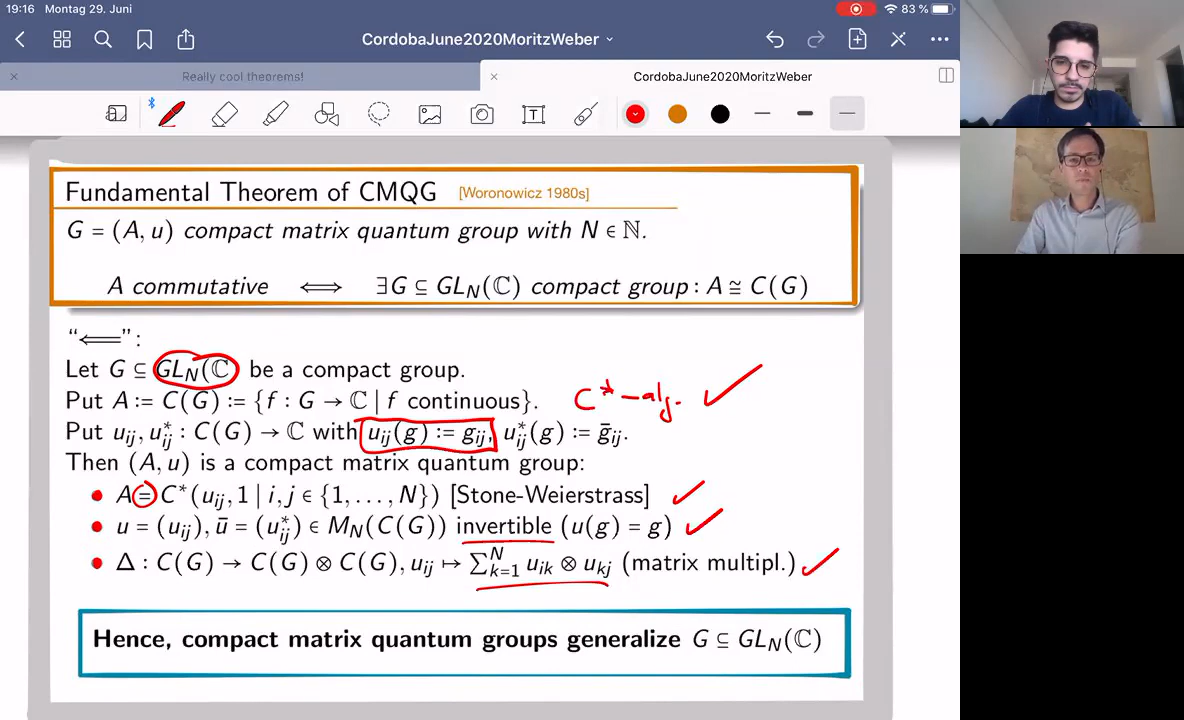 19:16 Montag 29. Juni
83 %
CordobaJune2020MoritzWeber
Really cool theorems!
CordobaJune2020MoritzWeber
Fundamental Theorem of CMQG [Woronowicz 1980s]
G = (A, u) compact matrix quantum group with N ∈ ℕ.
A commutative ⟺ ∃G ⊆ GL_N(ℂ) compact group : A ≅ C(G)
“⟸”:
Let G ⊆ GL_N(ℂ be a compact group.
Put A := C(G) := {f : G → ℂ | f continuous}.
C*-alg.
Put u_ij, u*_ij : C(G) → ℂ with u_ij(g) := g_ij, u*_ij(g) := ḡ_ij.
Then (A, u) is a compact matrix quantum group:
• A = C*(u_ij, 1 | i, j ∈ {1, . . . , N}) [Stone-Weierstrass]
• u = (u_ij), ū = (u*_ij) ∈ M_N(C(G)) invertible (u(g) = g)
• Δ : C(G) → C(G) ⊗ C(G), u_ij ↦ ∑_{k=1}^N u_ik ⊗ u_kj (matrix multipl.)
Hence, compact matrix quantum groups generalize G ⊆ GL_N(ℂ)